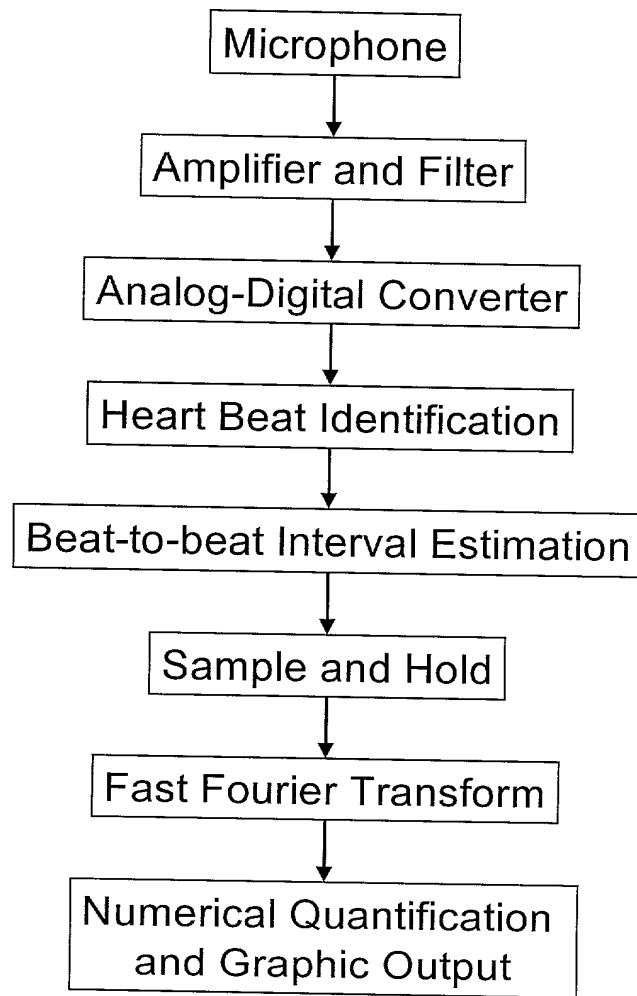 Microphone
Amplifier and Filter
Analog-Digital Converter
Heart Beat Identification
Beat-to-beat Interval Estimation
Sample and Hold
Fast Fourier Transform
Numerical Quantification
and Graphic Output